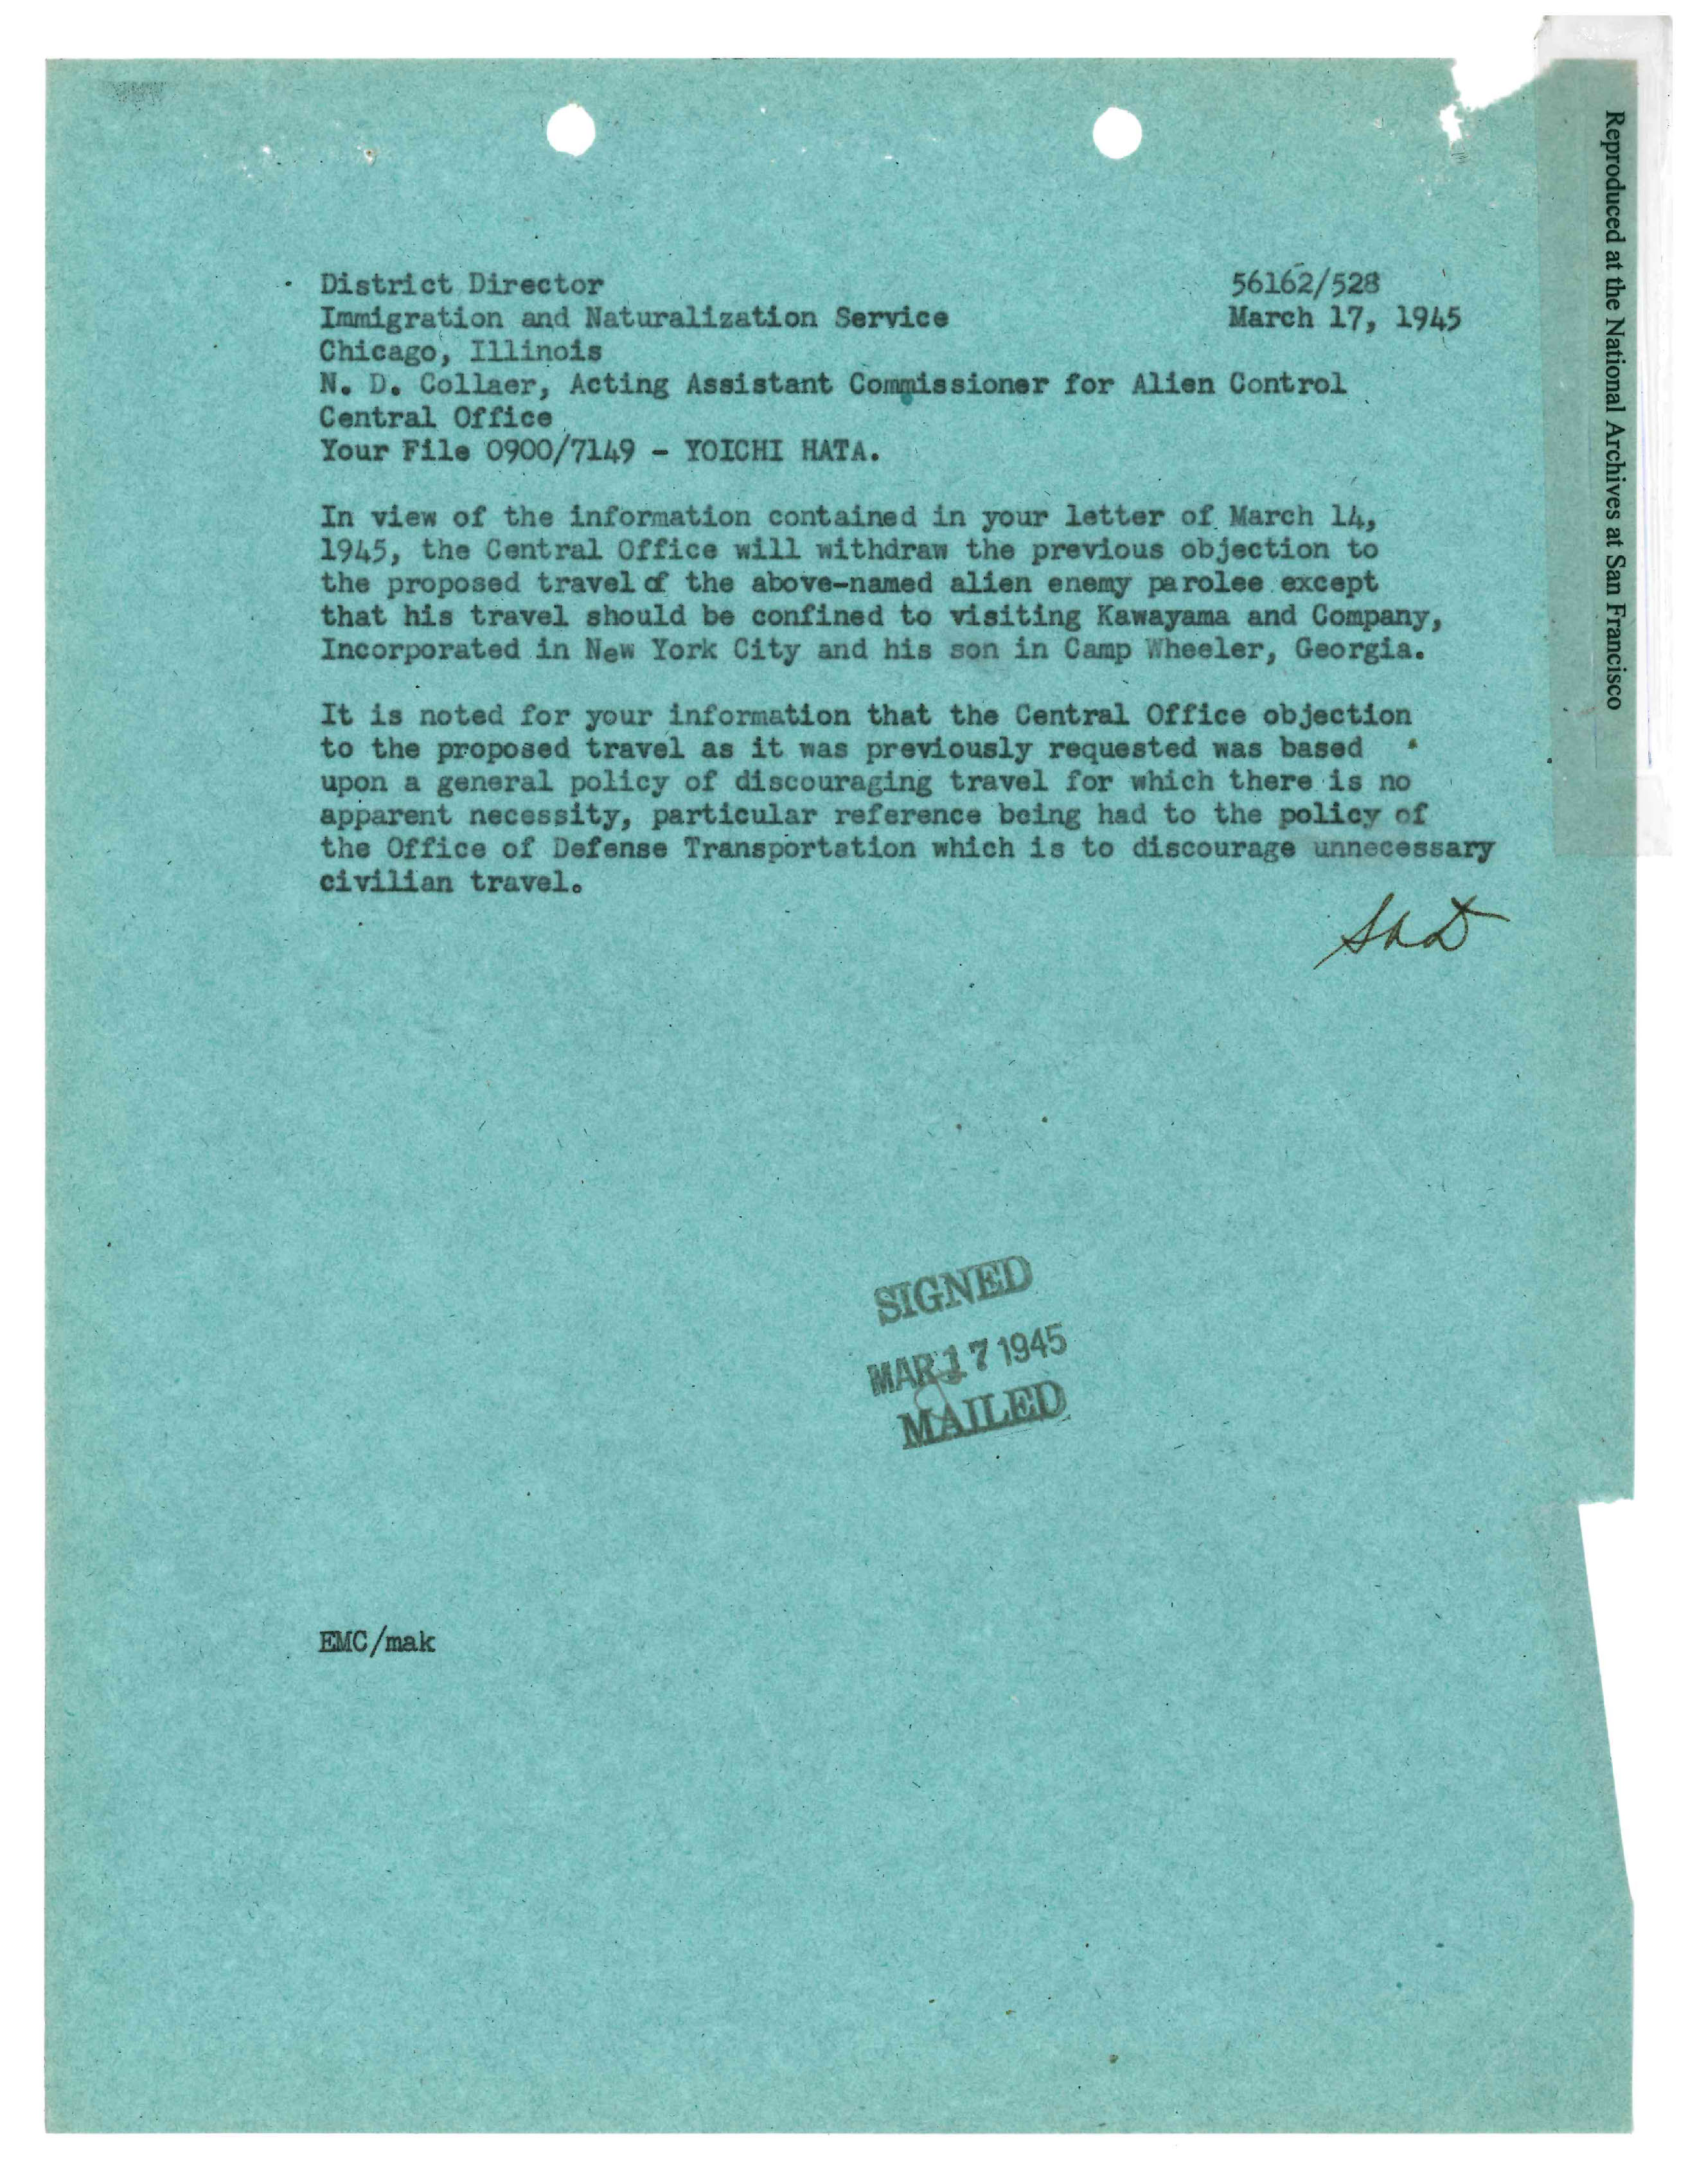 District Director 56162/528
Immigration and Naturalization Service March 17, 1945
Chicago, Illinois
N. D. Collaer, Acting Assistant Commissioner for Alien Control
Central Office
Your File 0900/7149 - YOICHI HATA.
In view of the information contained in your letter of March 14,
1945, the Central Office will withdraw the previous objection to
the proposed travel of the above-named alien enemy parolee except
that his travel should be confined to visiting Kawayama and Company,
Incorporated in New York City and his son in Camp Wheeler, Georgia.
It is noted for your information that the Central Office objection
to the proposed travel as it was previously requested was based
upon a general policy of discouraging travel for which there is no
apparent necessity, particular reference being had to the policy of
the Office of Defense Transportation which is to discourage unnecessary
civilian travel.
SIGNED
MAR 17 1945
MAILED
EMC/mak
Reproduced at the National Archives at San Francisco